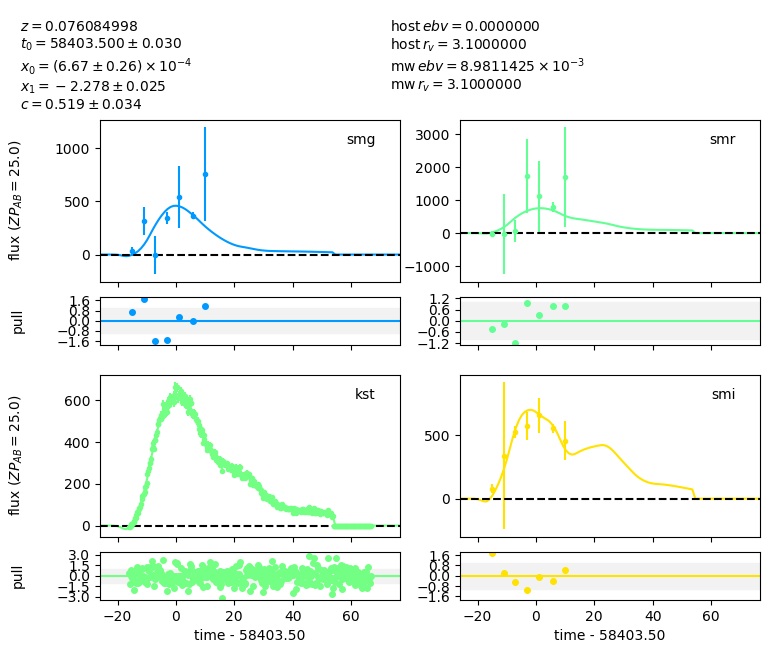 z = 0.076084998
t₀ = 58403.500 ± 0.030
x₀ = (6.67 ± 0.26) × 10⁻⁴
x₁ = −2.278 ± 0.025
c = 0.519 ± 0.034
host ebv = 0.0000000
host r_v = 3.1000000
mw ebv = 8.9811425 × 10⁻³
mw r_v = 3.1000000
flux (ZP_AB = 25.0)
1000
500
0
smg
3000
2000
1000
0
−1000
smr
pull
1.6
0.8
0.0
−0.8
−1.6
1.2
0.6
0.0
−0.6
−1.2
flux (ZP_AB = 25.0)
600
400
200
0
kst
500
0
smi
pull
3.0
1.5
0.0
−1.5
−3.0
−20 0 20 40 60
time - 58403.50
1.6
0.8
0.0
−0.8
−1.6
−20 0 20 40 60
time - 58403.50